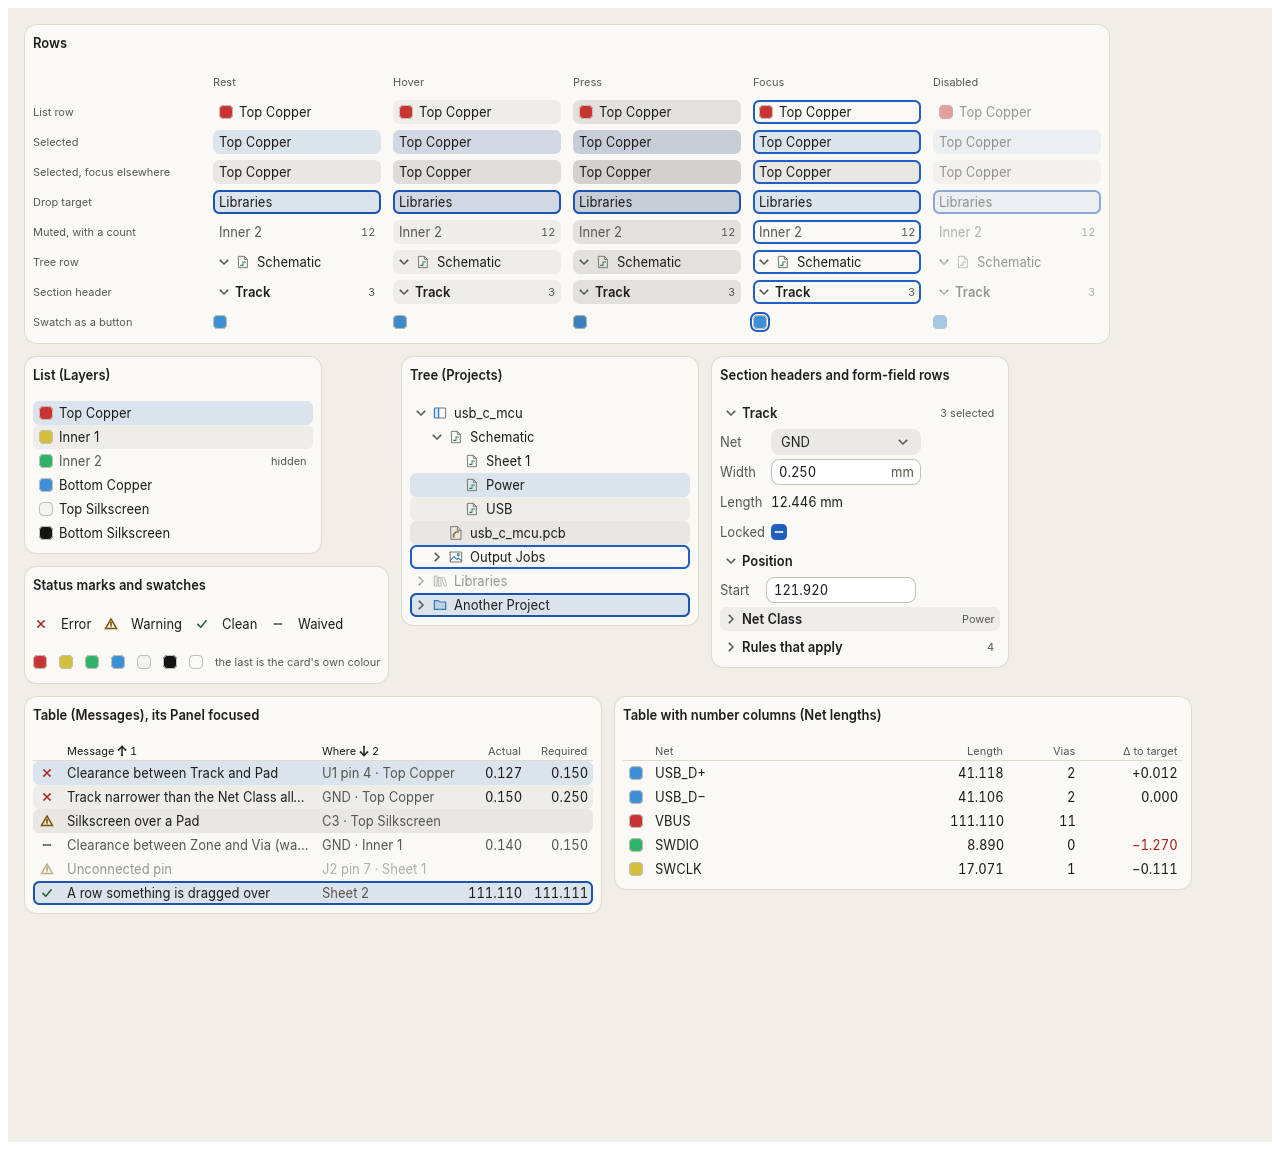 Rows
Rest Hover Press Focus Disabled
List row Top Copper Top Copper Top Copper Top Copper Top Copper
Selected Top Copper Top Copper Top Copper Top Copper Top Copper
Selected, focus elsewhere Top Copper Top Copper Top Copper Top Copper Top Copper
Drop target Libraries Libraries Libraries Libraries Libraries
Muted, with a count Inner 2 12 Inner 2 12 Inner 2 12 Inner 2 12 Inner 2 12
Tree row Schematic Schematic Schematic Schematic Schematic
Section header Track 3 Track 3 Track 3 Track 3 Track 3
Swatch as a button
List (Layers)
Top Copper
Inner 1
Inner 2 hidden
Bottom Copper
Top Silkscreen
Bottom Silkscreen
Status marks and swatches
Error Warning Clean Waived
the last is the card's own colour
Tree (Projects)
usb_c_mcu
Schematic
Sheet 1
Power
USB
usb_c_mcu.pcb
Output Jobs
Libraries
Another Project
Section headers and form-field rows
Track 3 selected
Net GND
Width 0.250 mm
Length 12.446 mm
Locked
Position
Start 121.920
Net Class Power
Rules that apply 4
Table (Messages), its Panel focused
Message 1 Where 2 Actual Required
Clearance between Track and Pad U1 pin 4 · Top Copper 0.127 0.150
Track narrower than the Net Class all... GND · Top Copper 0.150 0.250
Silkscreen over a Pad C3 · Top Silkscreen
Clearance between Zone and Via (wa... GND · Inner 1 0.140 0.150
Unconnected pin J2 pin 7 · Sheet 1
A row something is dragged over Sheet 2 111.110 111.111
Table with number columns (Net lengths)
Net Length Vias Δ to target
USB_D+ 41.118 2 +0.012
USB_D− 41.106 2 0.000
VBUS 111.110 11
SWDIO 8.890 0 −1.270
SWCLK 17.071 1 −0.111